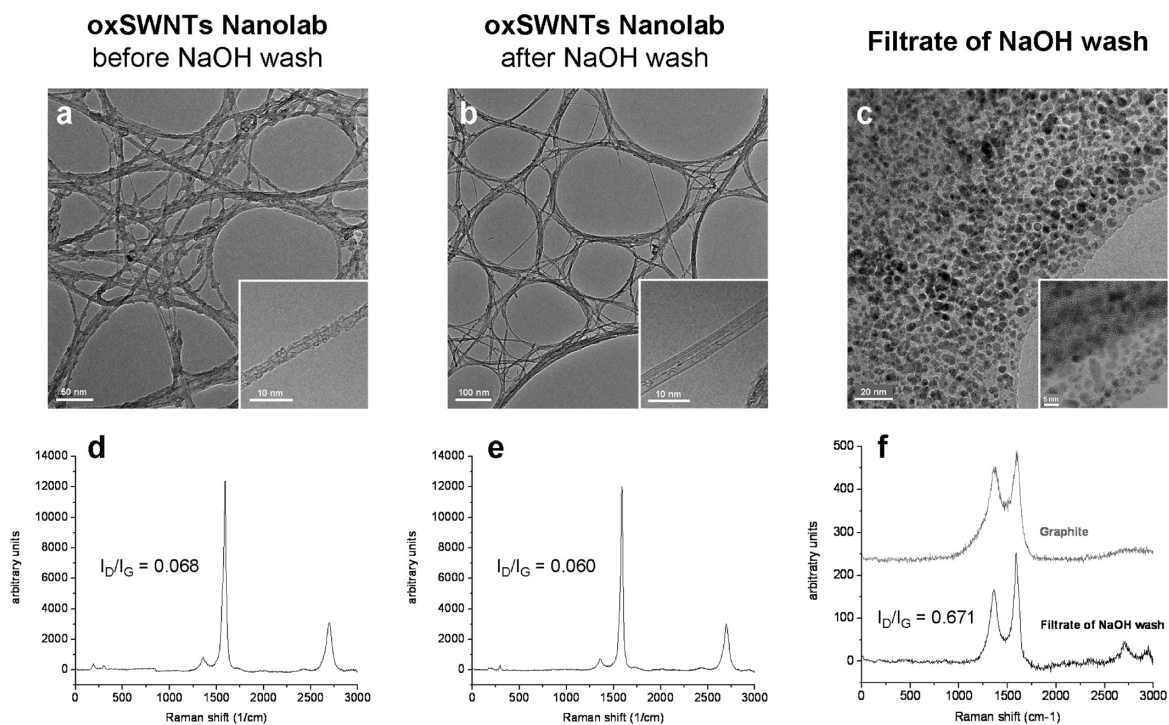 oxSWNTs Nanolab
before NaOH wash
oxSWNTs Nanolab
after NaOH wash
Filtrate of NaOH wash
a
50 nm
10 nm
b
100 nm
10 nm
c
20 nm
5 nm
d
14000
12000
10000
8000
6000
4000
2000
0
arbitrary units
I_D/I_G = 0.068
0 500 1000 1500 2000 2500 3000
Raman shift (1/cm)
e
14000
12000
10000
8000
6000
4000
2000
0
arbitrary units
I_D/I_G = 0.060
0 500 1000 1500 2000 2500 3000
Raman shift (1/cm)
f
500
450
350
250
200
100
0
arbitratry units
Graphite
I_D/I_G = 0.671
Filtrate of NaOH wash
0 500 1000 1500 2000 2500 3000
Raman shift (cm-1)